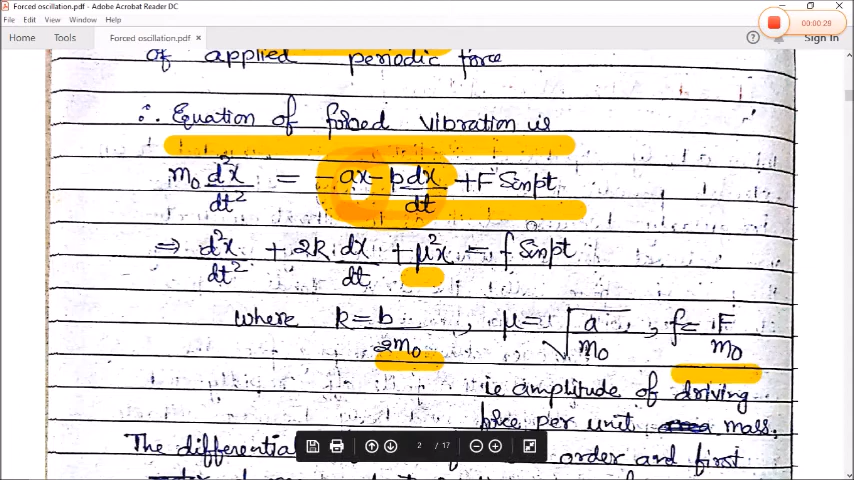 Forced oscillation.pdf - Adobe Acrobat Reader DC
File Edit View Window Help
00:00:29
Home Tools Forced oscillation.pdf × Sign In
of applied periodic force
∴ Equation of forced vibration is
m₀ d²x/dt² = -ax - b dx/dt + F Sinpt
⇒ d²x/dt² + 2k dx/dt + μ²x = f Sinpt
where k = b/2m₀ , μ = √(a/m₀) , f = F/m₀
ie amplitude of driving
force per unit mass.
2 / 17
The differential order and first